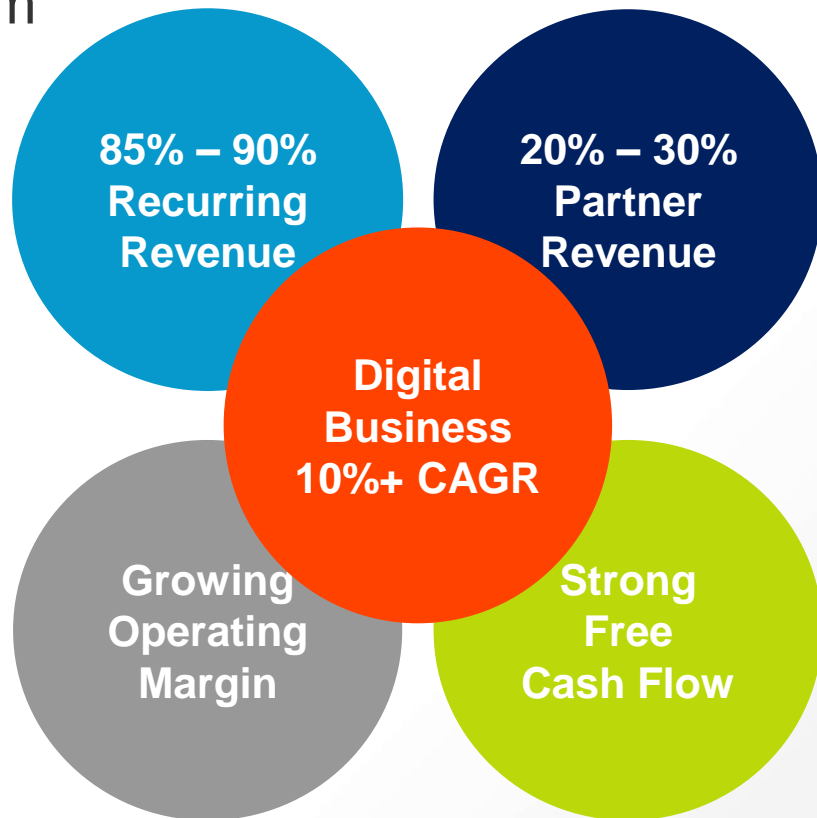 n
85% – 90%
Recurring
Revenue
20% – 30%
Partner
Revenue
Digital
Business
10%+ CAGR
Growing
Operating
Margin
Strong
Free
Cash Flow